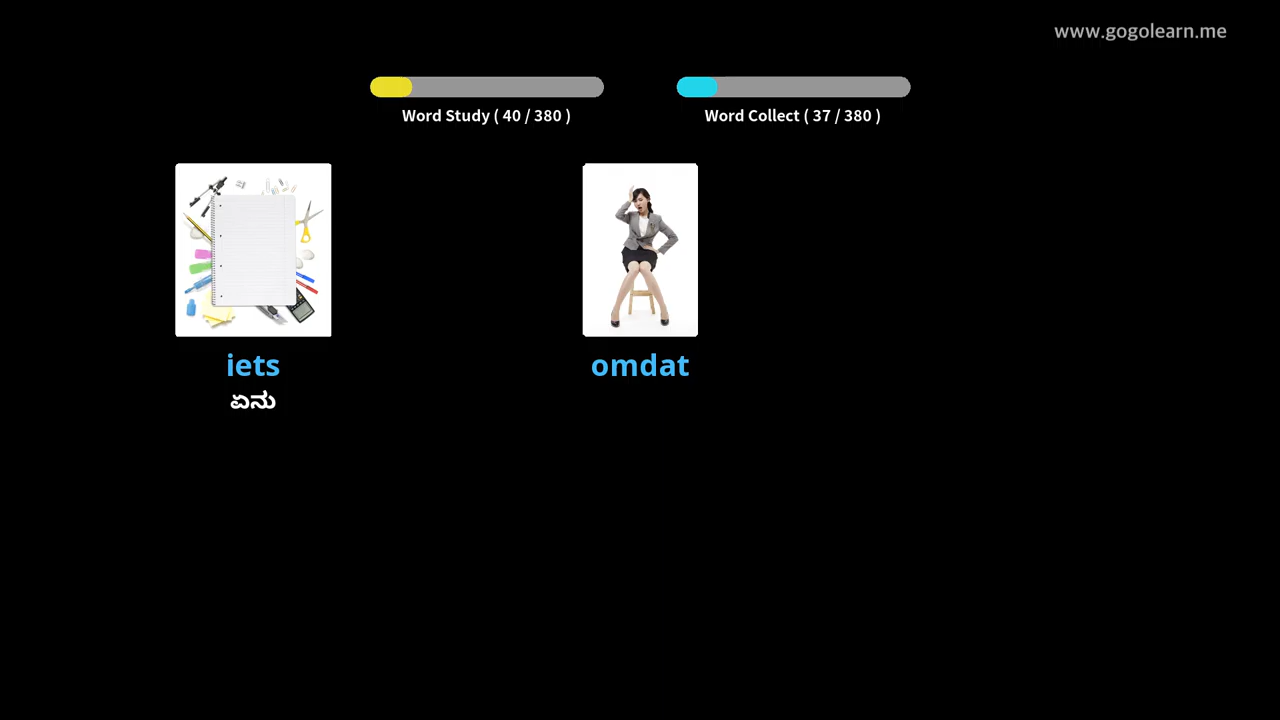 www.gogolearn.me
Word Study ( 40 / 380 )
Word Collect ( 37 / 380 )
iets
ಏನು
omdat